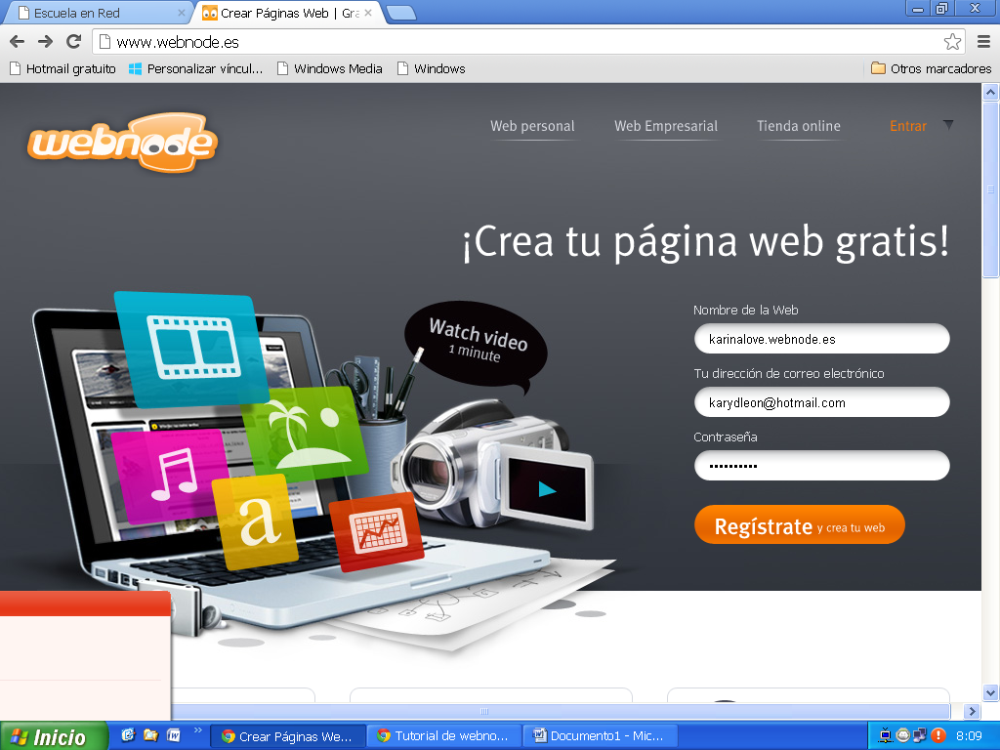 Escuela en Red
Crear Páginas Web | Gra
www.webnode.es
Hotmail gratuito
Personalizar víncul...
Windows Media
Windows
Otros marcadores
webnode
Web personal
Web Empresarial
Tienda online
Entrar
¡Crea tu página web gratis!
Watch video
1 minute
a
Nombre de la Web
karinalove.webnode.es
Tu dirección de correo electrónico
karydleon@hotmail.com
Contraseña
••••••••••
Regístrate y crea tu web
Inicio
Crear Páginas We...
Tutorial de webno...
Documento1 - Mic...
8:09